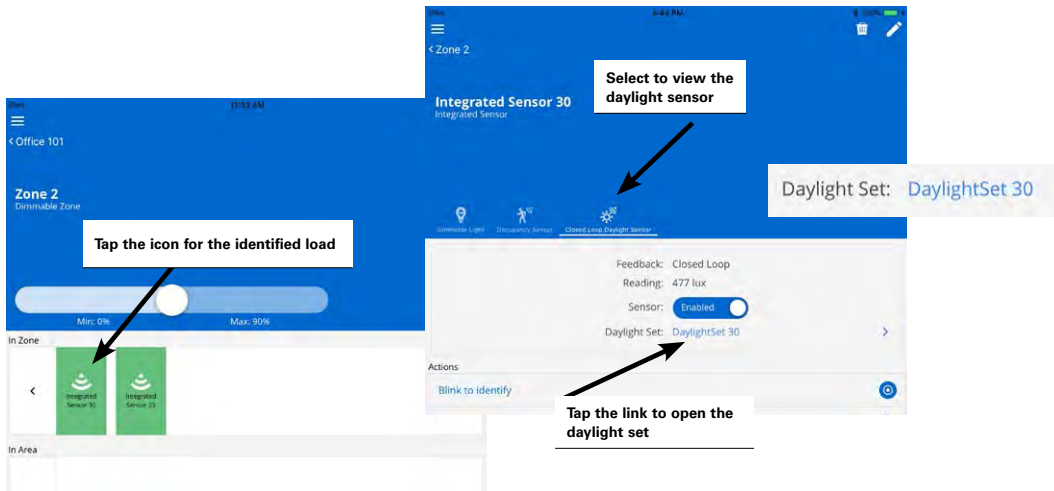 11:53 AM
< Office 101
Zone 2
Dimmable Zone
Tap the icon for the identified load
Min: 0%
Max: 90%
In Zone
<
Integrated
Sensor 30
Integrated
Sensor 33
In Area
4:44 PM
100%
< Zone 2
Select to view the
daylight sensor
Integrated Sensor 30
Integrated Sensor
Dimmable Light
Occupancy Sensor
Closed Loop Daylight Sensor
Feedback: Closed Loop
Reading: 477 lux
Sensor: Enabled
Daylight Set: DaylightSet 30 >
Actions
Blink to identify
Tap the link to open the
daylight set
Daylight Set: DaylightSet 30